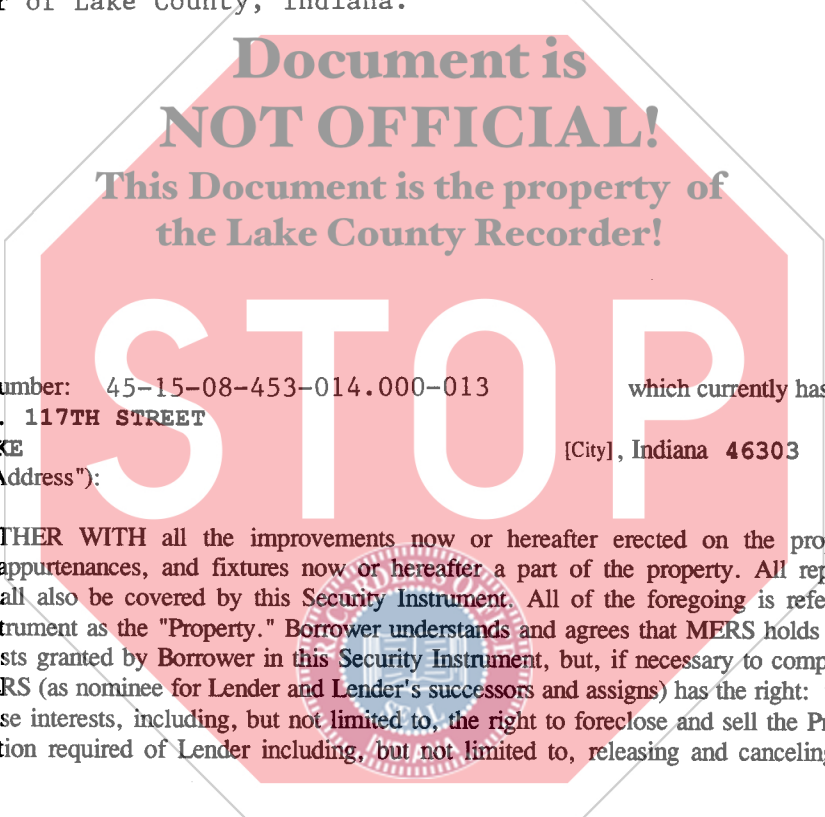 r of Lake County, Indiana.
Document is
NOT OFFICIAL!
This Document is the property of
the Lake County Recorder!
STOP
umber: 45-15-08-453-014.000-013 which currently has
. 117TH STREET
KE [City], Indiana 46303
Address"):
THER WITH all the improvements now or hereafter erected on the pro
appurtenances, and fixtures now or hereafter a part of the property. All rep
all also be covered by this Security Instrument. All of the foregoing is refe
trument as the "Property." Borrower understands and agrees that MERS holds
sts granted by Borrower in this Security Instrument, but, if necessary to comp
RS (as nominee for Lender and Lender's successors and assigns) has the right:
se interests, including, but not limited to, the right to foreclose and sell the Pr
tion required of Lender including, but not limited to, releasing and canceling
SEAL